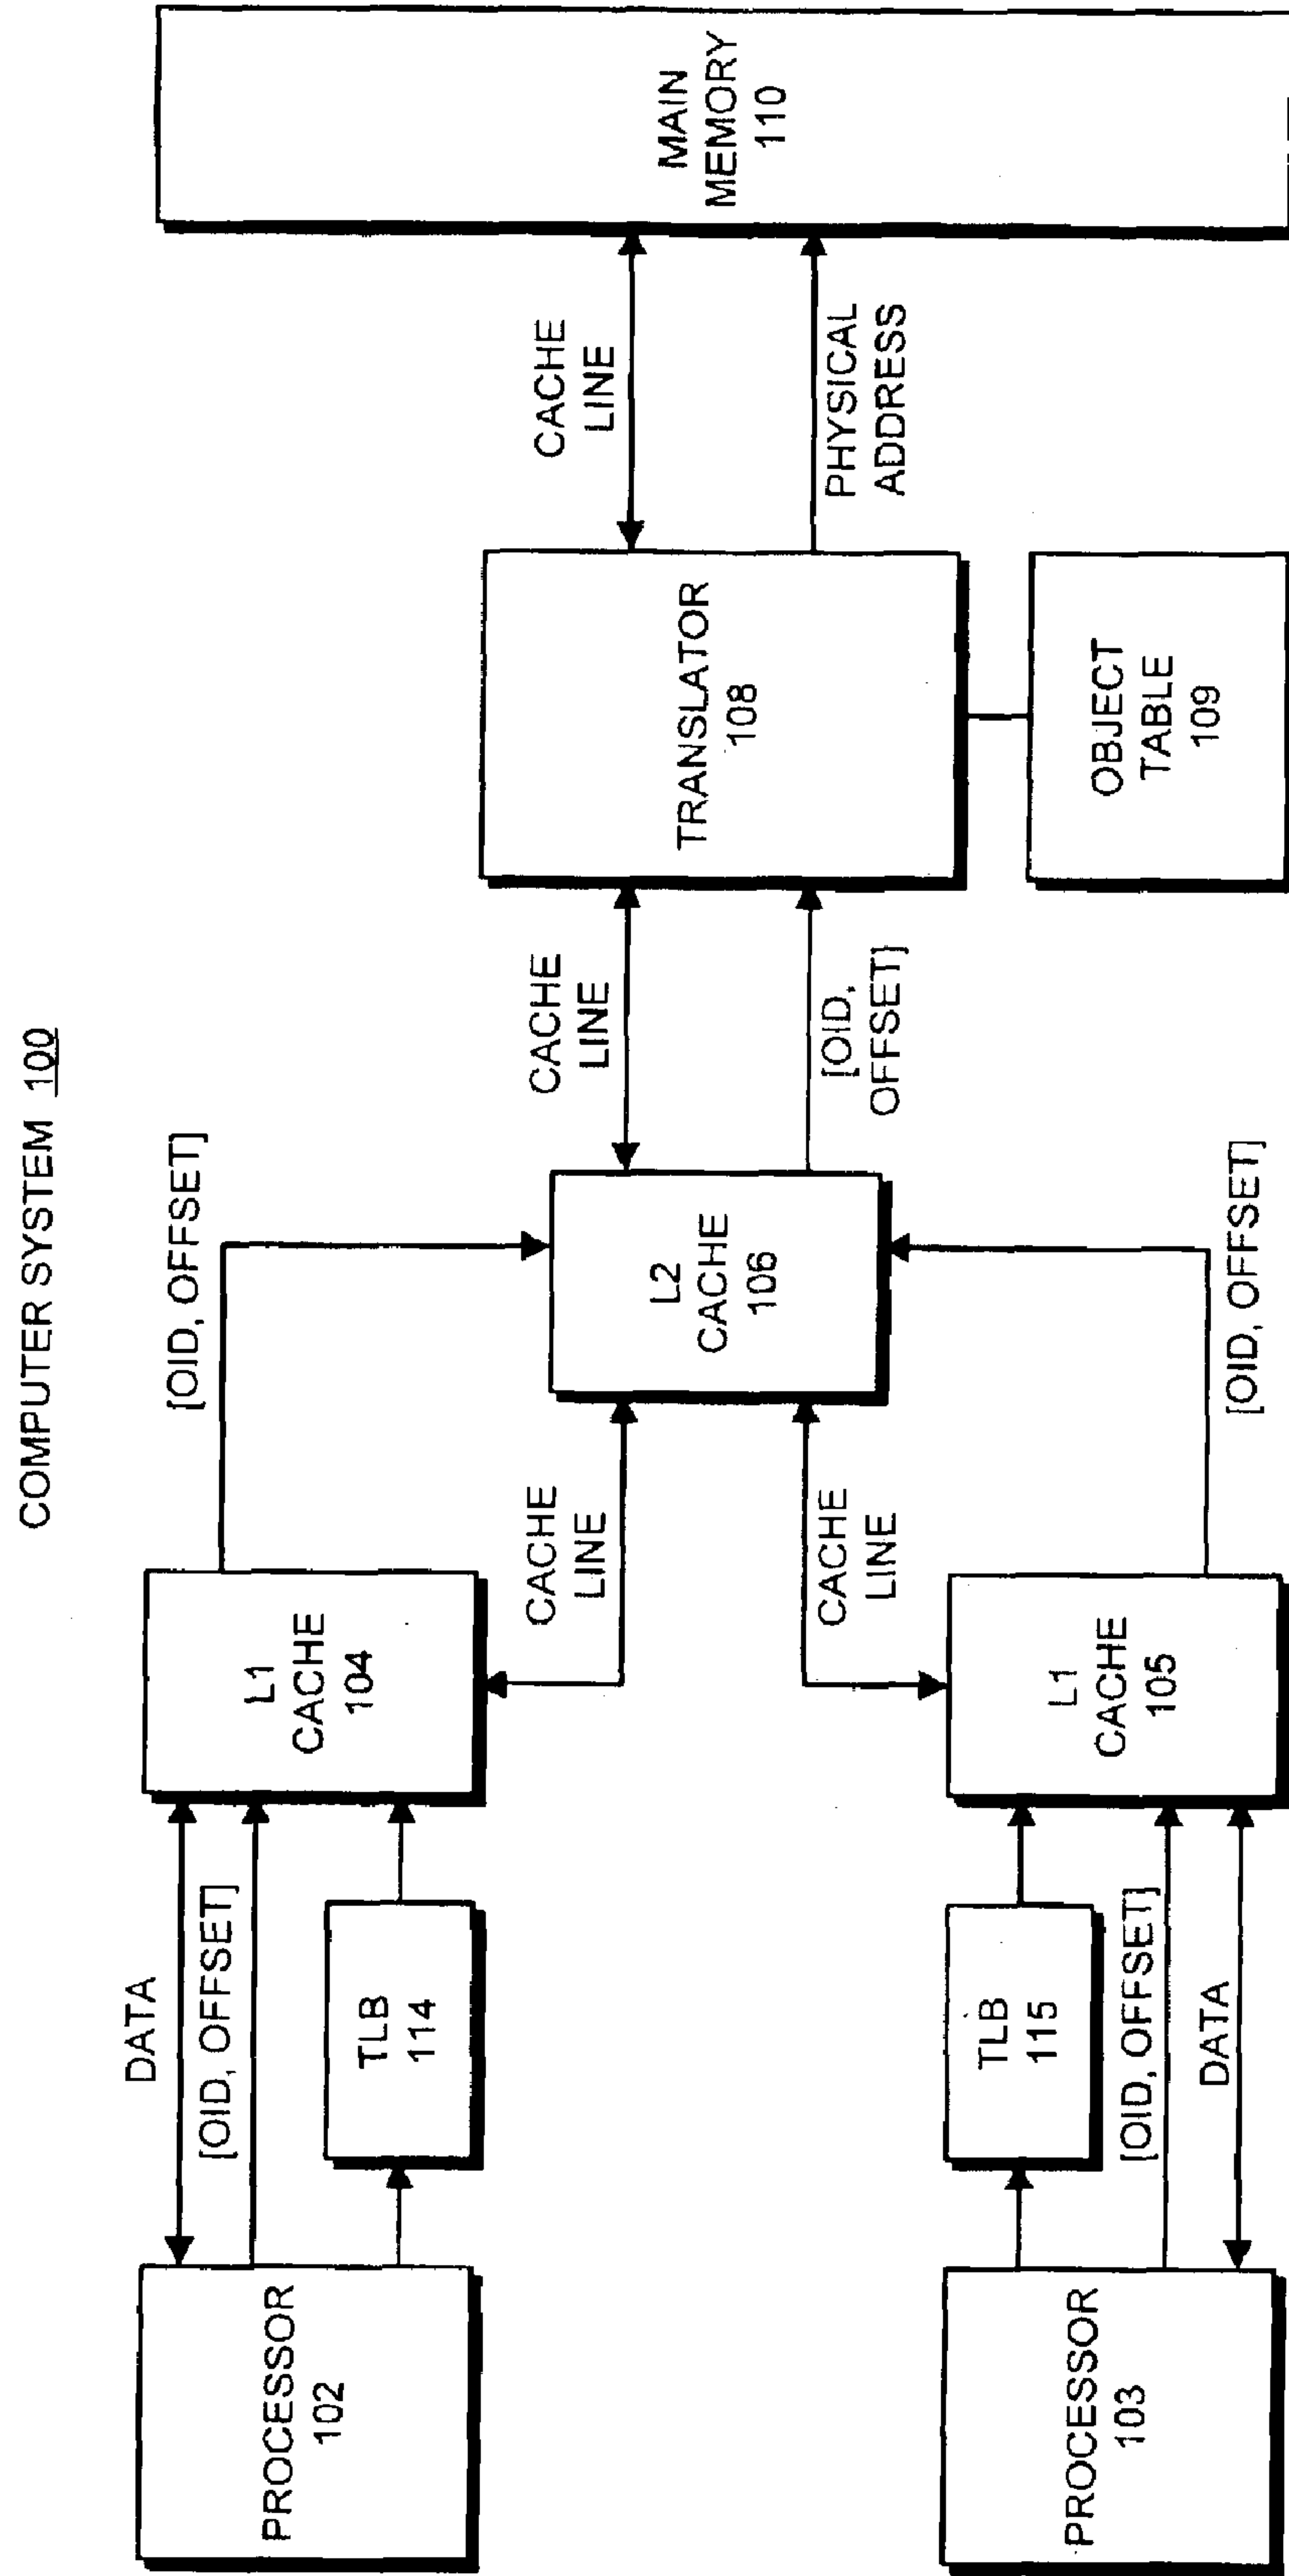 COMPUTER SYSTEM 100
PROCESSOR
102
DATA
[OID, OFFSET]
TLB
114
L1
CACHE
104
[OID, OFFSET]
CACHE
LINE
PROCESSOR
103
TLB
115
[OID, OFFSET]
DATA
L1
CACHE
105
CACHE
LINE
[OID, OFFSET]
L2
CACHE
106
CACHE
LINE
[OID,
OFFSET]
TRANSLATOR
108
OBJECT
TABLE
109
CACHE
LINE
PHYSICAL
ADDRESS
MAIN
MEMORY
110